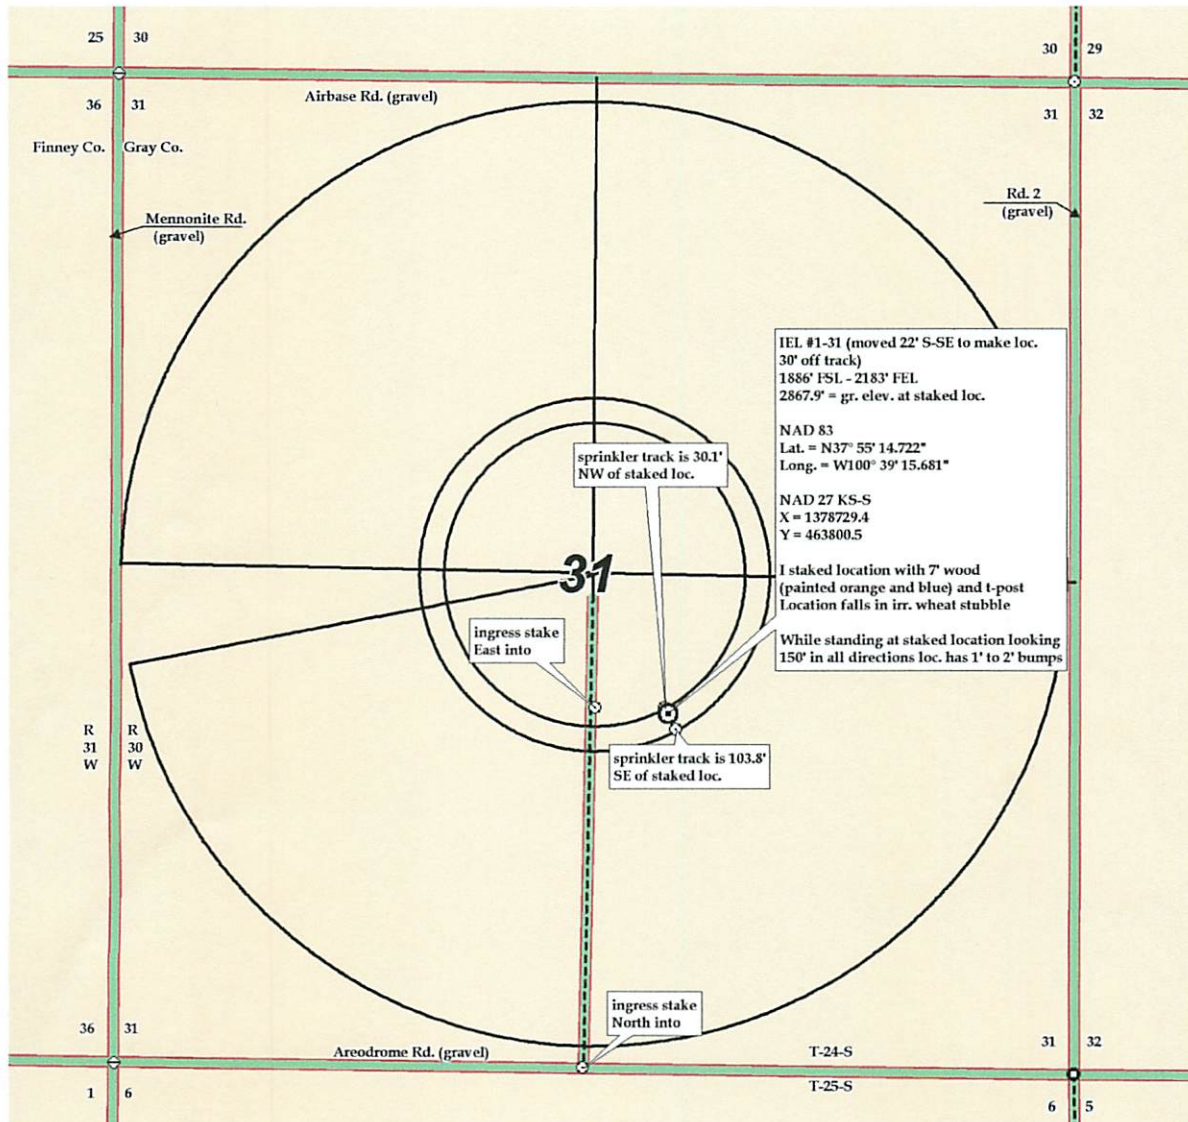 25 30
30 29
Airbase Rd. (gravel)
36 31
31 32
Finney Co. Gray Co.
Mennonite Rd.
(gravel)
Rd. 2
(gravel)
IEL #1-31 (moved 22' S-SE to make loc.
30' off track)
1886' FSL - 2183' FEL
2867.9' = gr. elev. at staked loc.
NAD 83
Lat. = N37° 55' 14.722"
Long. = W100° 39' 15.681"
NAD 27 KS-S
X = 1378729.4
Y = 463800.5
I staked location with 7' wood
(painted orange and blue) and t-post
Location falls in irr. wheat stubble
While standing at staked location looking
150' in all directions loc. has 1' to 2' bumps
sprinkler track is 30.1'
NW of staked loc.
31
ingress stake
East into
R R
31 30
W W
sprinkler track is 103.8'
SE of staked loc.
ingress stake
North into
36 31
Areodrome Rd. (gravel)
T-24-S
31 32
T-25-S
1 6
6 5